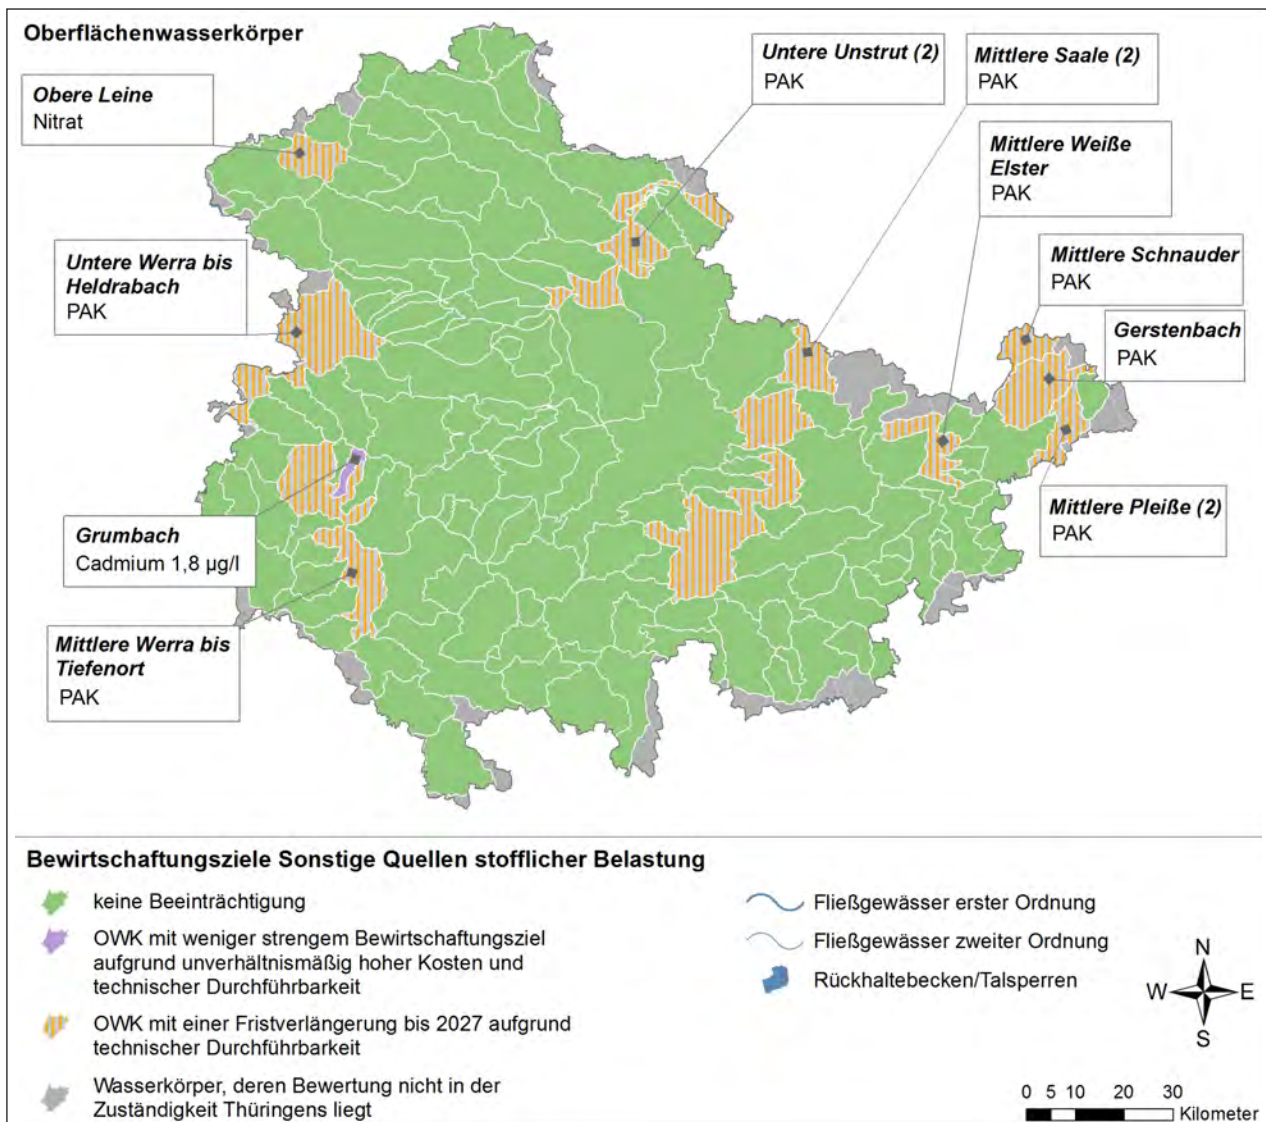 Oberflächenwasserkörper
Obere Leine
Nitrat
Untere Unstrut (2)
PAK
Mittlere Saale (2)
PAK
Mittlere Weiße
Elster
PAK
Untere Werra bis
Heldrabach
PAK
Mittlere Schnauder
PAK
Gerstenbach
PAK
Grumbach
Cadmium 1,8 µg/l
Mittlere Pleiße (2)
PAK
Mittlere Werra bis
Tiefenort
PAK
Bewirtschaftungsziele Sonstige Quellen stofflicher Belastung
keine Beeinträchtigung
OWK mit weniger strengem Bewirtschaftungsziel
aufgrund unverhältnismäßig hoher Kosten und
technischer Durchführbarkeit
OWK mit einer Fristverlängerung bis 2027 aufgrund
technischer Durchführbarkeit
Wasserkörper, deren Bewertung nicht in der
Zuständigkeit Thüringens liegt
Fließgewässer erster Ordnung
Fließgewässer zweiter Ordnung
Rückhaltebecken/Talsperren
N
W E
S
0 5 10 20 30
Kilometer